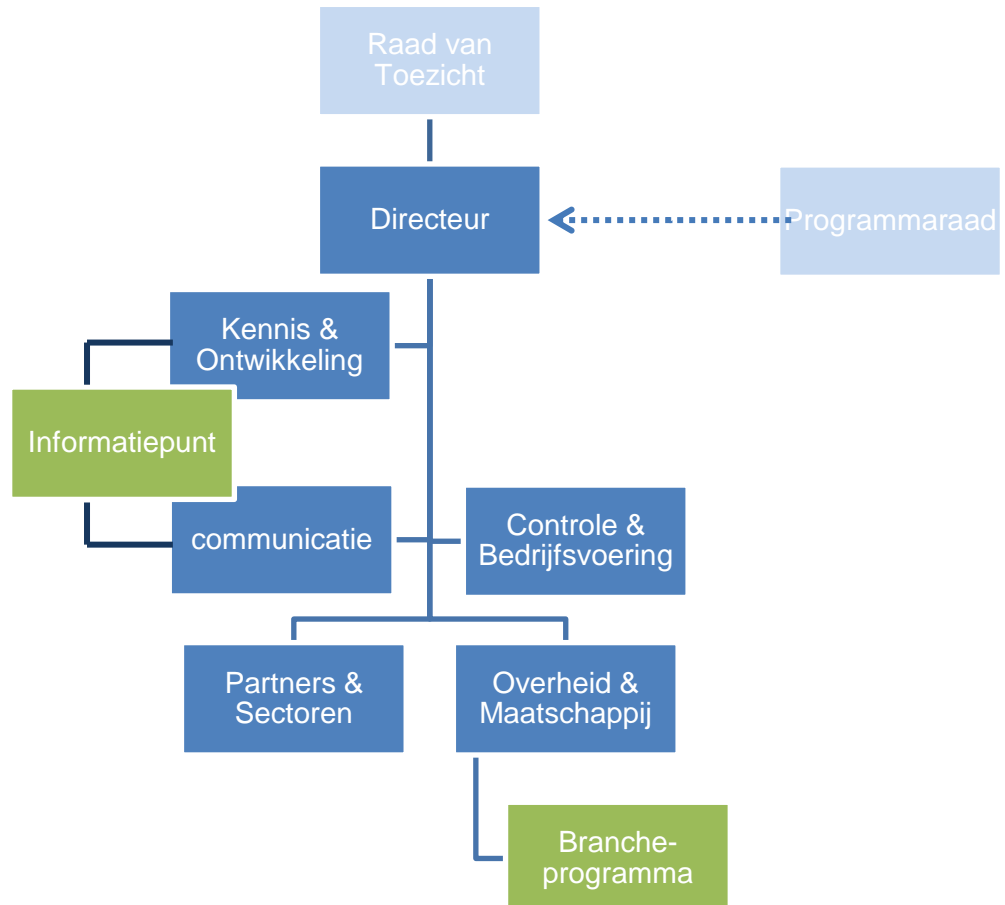 Raad van
Toezicht
Directeur
Programmaraad
Kennis &
Ontwikkeling
Informatiepunt
communicatie
Controle &
Bedrijfsvoering
Partners &
Sectoren
Overheid &
Maatschappij
Branche-
programma